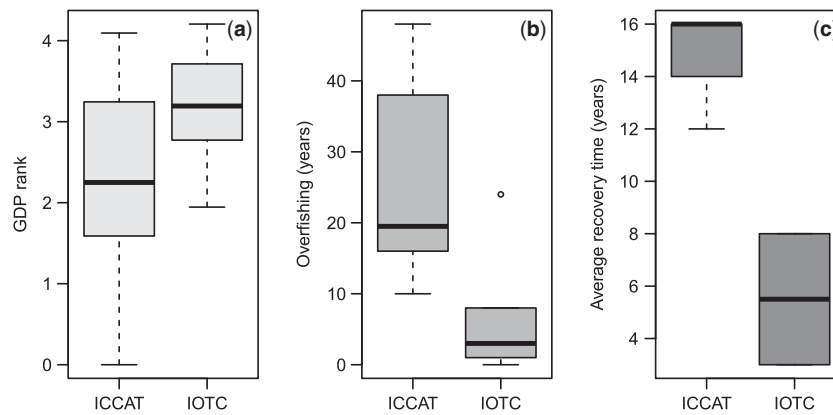 (a)
GDP rank
4
3
2
1
0
ICCAT IOTC
(b)
Overfishing (years)
40
30
20
10
0
ICCAT IOTC
(c)
Average recovery time (years)
16
14
12
10
8
6
4
ICCAT IOTC